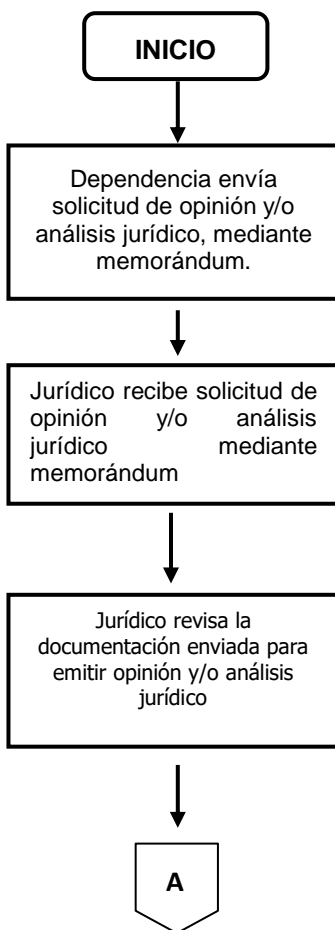 INICIO
Dependencia envía
solicitud de opinión y/o
análisis jurídico, mediante
memorándum.
Jurídico recibe solicitud de
opinión y/o análisis
jurídico mediante
memorándum
Jurídico revisa la
documentación enviada para
emitir opinión y/o análisis
jurídico
A